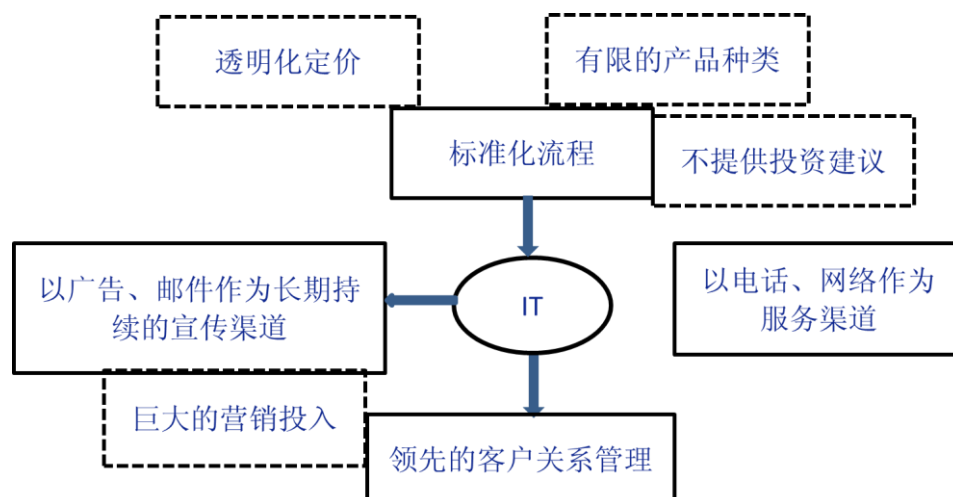 透明化定价
有限的产品种类
标准化流程
不提供投资建议
以广告、邮件作为长期持
续的宣传渠道
IT
以电话、网络作为
服务渠道
巨大的营销投入
领先的客户关系管理